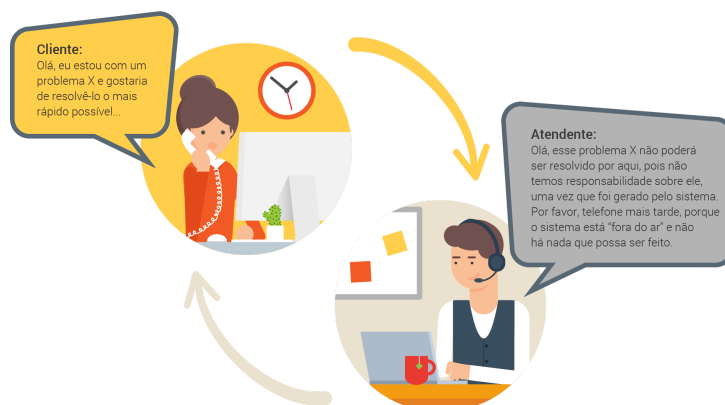 Cliente:
Olá, eu estou com um
problema X e gostaria
de resolvê-lo o mais
rápido possível...
Atendente:
Olá, esse problema X não poderá
ser resolvido por aqui, pois não
temos responsabilidade sobre ele,
uma vez que foi gerado pelo sistema.
Por favor, telefone mais tarde, porque
o sistema está “fora do ar” e não
há nada que possa ser feito.